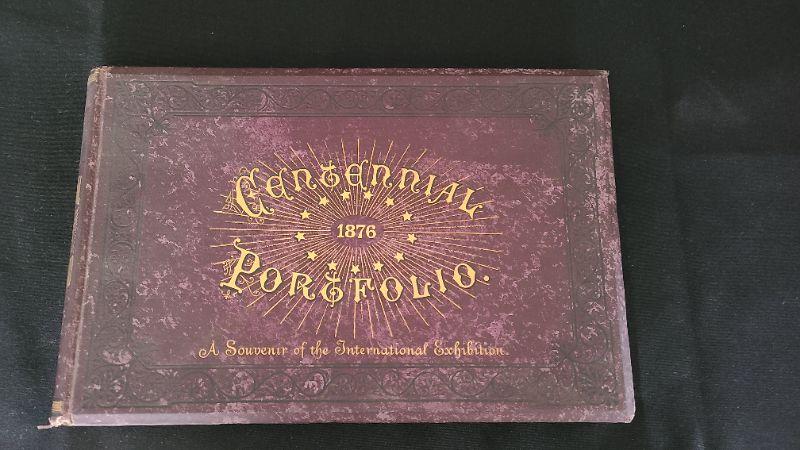 CENTENNIAL
1876
PORTFOLIO.
A Souvenir of the International Exhibition.